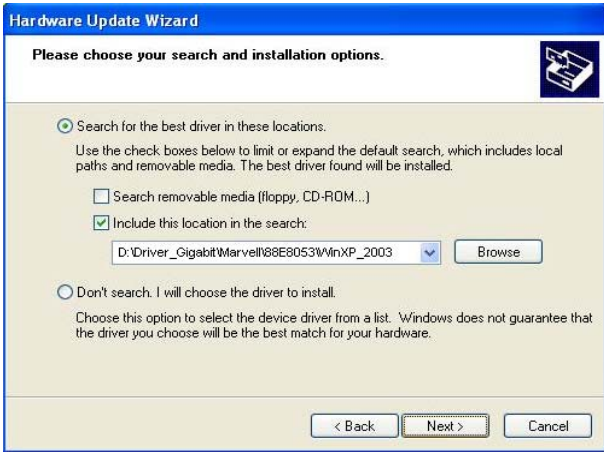 Hardware Update Wizard
Please choose your search and installation options.
Search for the best driver in these locations.
Use the check boxes below to limit or expand the default search, which includes local
paths and removable media. The best driver found will be installed.
Search removable media (floppy, CD-ROM...)
Include this location in the search:
D:\Driver_Gigabit\Marvell\88E8053\WinXP_2003
Browse
Don't search. I will choose the driver to install.
Choose this option to select the device driver from a list. Windows does not guarantee that
the driver you choose will be the best match for your hardware.
< Back
Next >
Cancel